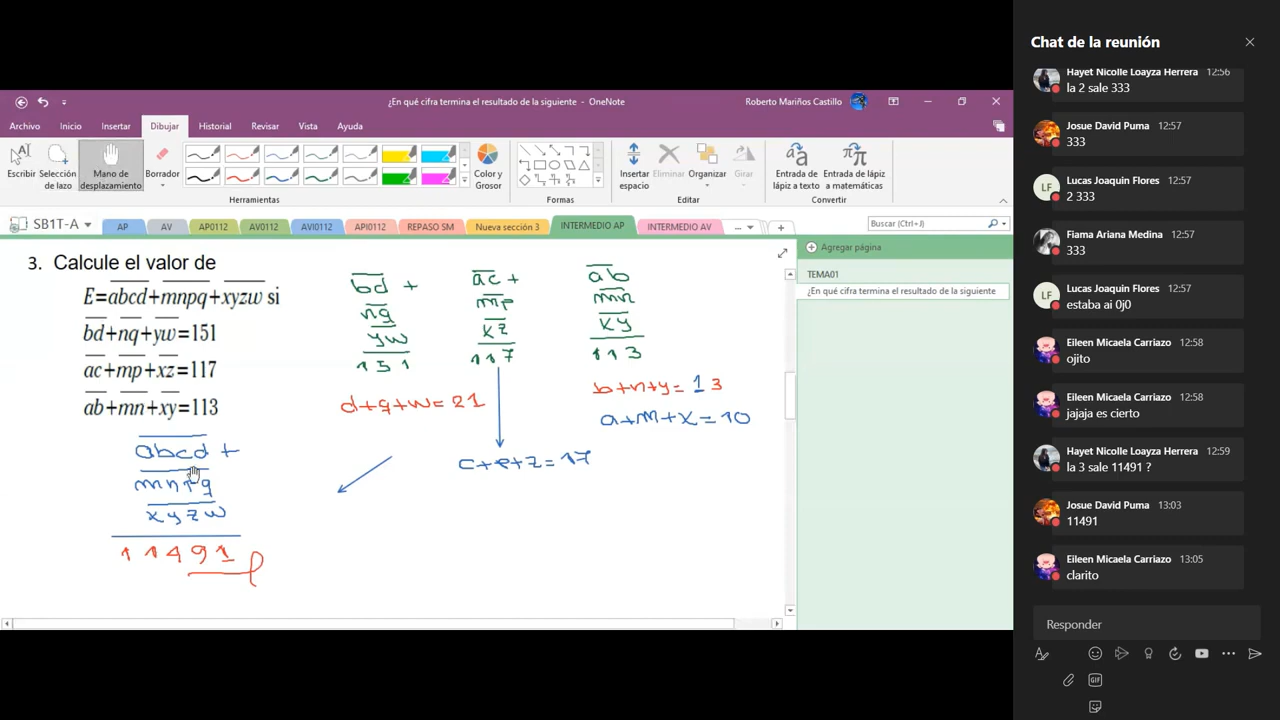 ¿En qué cifra termina el resultado de la siguiente - OneNote
Roberto Mariños Castillo
Archivo Inicio Insertar Dibujar Historial Revisar Vista Ayuda
Escribir
Selección de lazo
Mano de desplazamiento
Borrador
Color y Grosor
Insertar espacio
Eliminar
Organizar
Girar
Entrada de lápiz a texto
Entrada de lápiz a matemáticas
Herramientas
Formas
Editar
Convertir
SB1T-A
AP AV AP0112 AV0112 AVI0112 API0112 REPASO SM Nueva sección 3 INTERMEDIO AP INTERMEDIO AV ... +
Buscar (Ctrl+J)
Agregar página
TEMA01
¿En qué cifra termina el resultado de la siguiente
3. Calcule el valor de
E=abcd+mnpq+xyzw si
bd+nq+yw=151
ac+mp+xz=117
ab+mn+xy=113
bd +
nq
yw
151
ac +
mp
xz
117
ab
mn
xy
113
d+q+w=21
b+n+y=13
a+m+x=10
c+p+z=17
abcd +
mnpq
xyzw
11491
Chat de la reunión
Hayet Nicolle Loayza Herrera 12:56
la 2 sale 333
Josue David Puma 12:57
333
LF
Lucas Joaquin Flores 12:57
2 333
Fiama Ariana Medina 12:57
333
LF
Lucas Joaquin Flores 12:57
estaba ai 0j0
Eileen Micaela Carriazo 12:58
ojito
Eileen Micaela Carriazo 12:58
jajaja es cierto
Hayet Nicolle Loayza Herrera 12:59
la 3 sale 11491 ?
Josue David Puma 13:03
11491
Eileen Micaela Carriazo 13:05
clarito
Responder
GIF